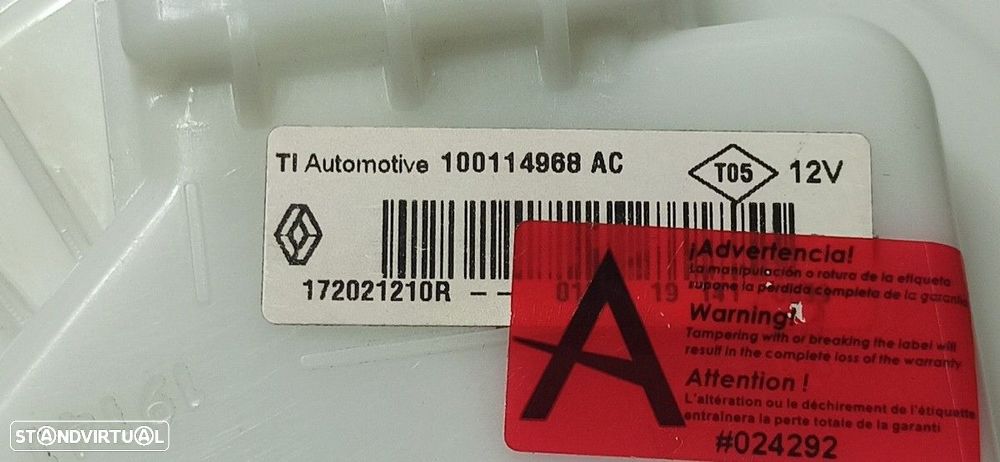 TI Automotive 100114968 AC
T05 12V
172021210R - -
19 141
¡Advertencia!
La manipulación o rotura de la etiqueta
supone la pérdida completa de la garantía
Warning!
Tampering with or breaking the label will
result in the complete loss of the warranty
Attention !
L'altération ou le déchirement de l'étiquette
entraînera la perte totale de la garanti
#024292
A
STANDVIRTUAL